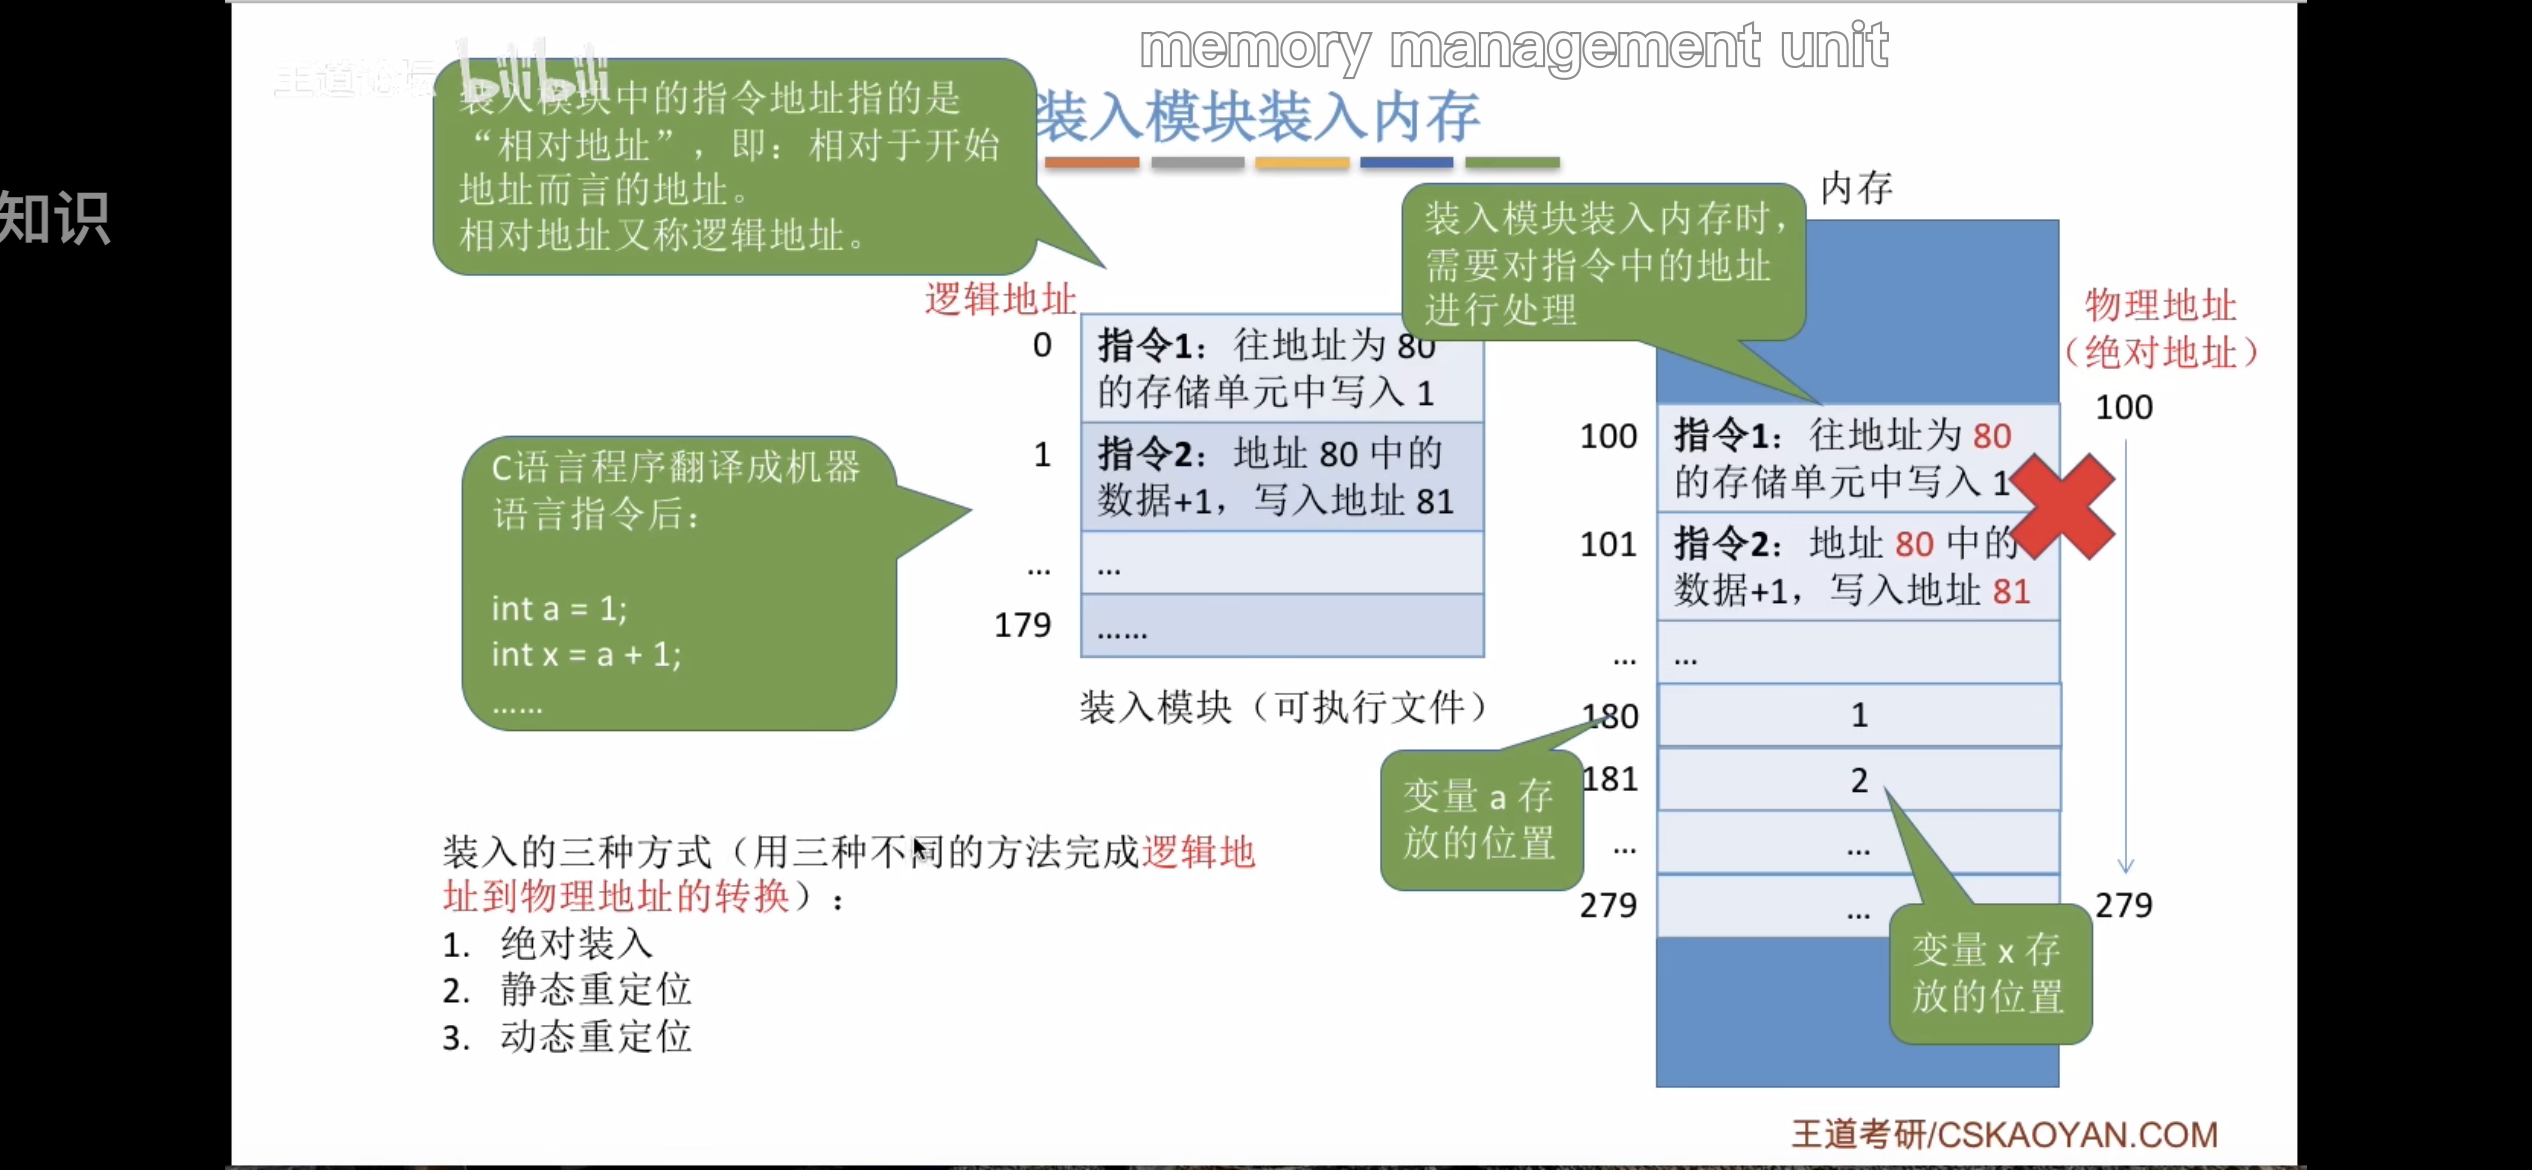 memory management unit
王道论坛 bilibili
装入模块中的指令地址指的是
“相对地址”，即：相对于开始
地址而言的地址。
相对地址又称逻辑地址。
装入模块装入内存
知识
内存
装入模块装入内存时，
需要对指令中的地址
进行处理
逻辑地址
物理地址
（绝对地址）
0
指令1：往地址为 80
的存储单元中写入 1
1
指令2：地址 80 中的
数据+1，写入地址 81
...
...
179
......
装入模块（可执行文件）
C语言程序翻译成机器
语言指令后：
int a = 1;
int x = a + 1;
......
100
100
指令1：往地址为 80
的存储单元中写入 1
101
指令2：地址 80 中的
数据+1，写入地址 81
...
...
180
1
181
2
...
...
279
...
279
变量 a 存
放的位置
变量 x 存
放的位置
装入的三种方式（用三种不同的方法完成逻辑地
址到物理地址的转换）：
1. 绝对装入
2. 静态重定位
3. 动态重定位
王道考研/CSKAOYAN.COM